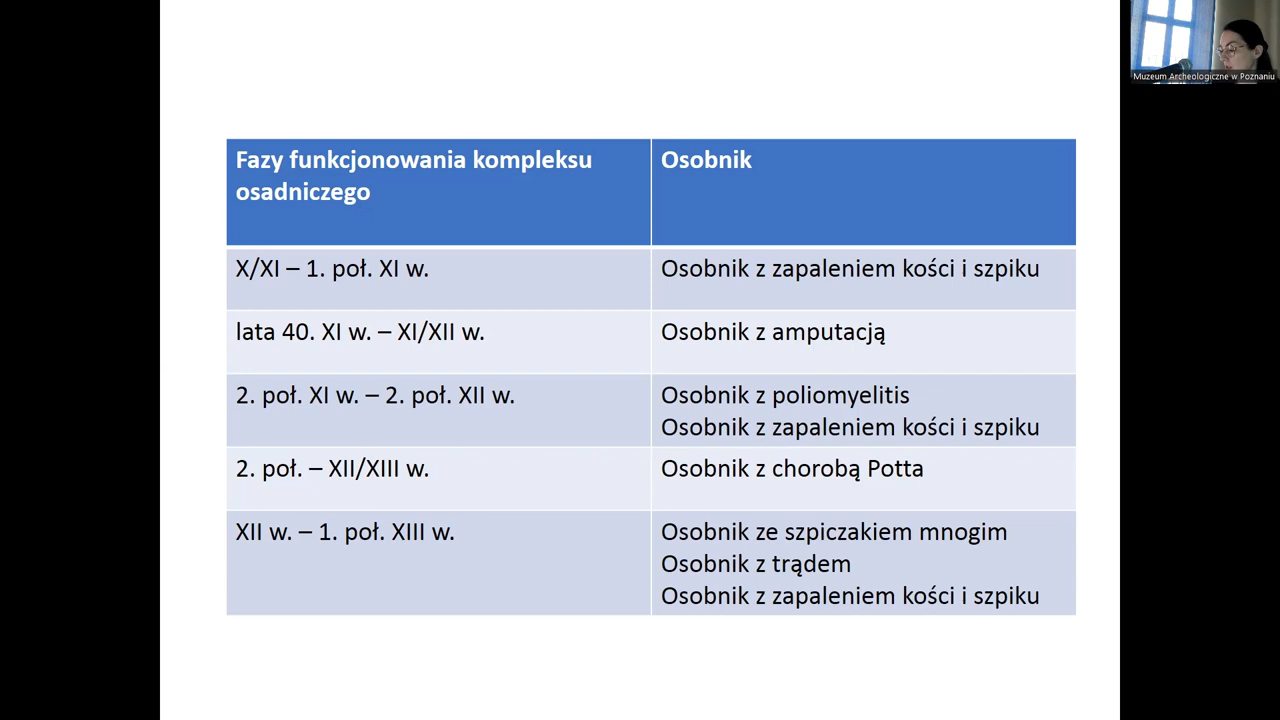 Muzeum Archeologiczne w Poznaniu
Fazy funkcjonowania kompleksu
osadniczego
Osobnik
X/XI – 1. poł. XI w.
Osobnik z zapaleniem kości i szpiku
lata 40. XI w. – XI/XII w.
Osobnik z amputacją
2. poł. XI w. – 2. poł. XII w.
Osobnik z poliomyelitis
Osobnik z zapaleniem kości i szpiku
2. poł. – XII/XIII w.
Osobnik z chorobą Potta
XII w. – 1. poł. XIII w.
Osobnik ze szpiczakiem mnogim
Osobnik z trądem
Osobnik z zapaleniem kości i szpiku